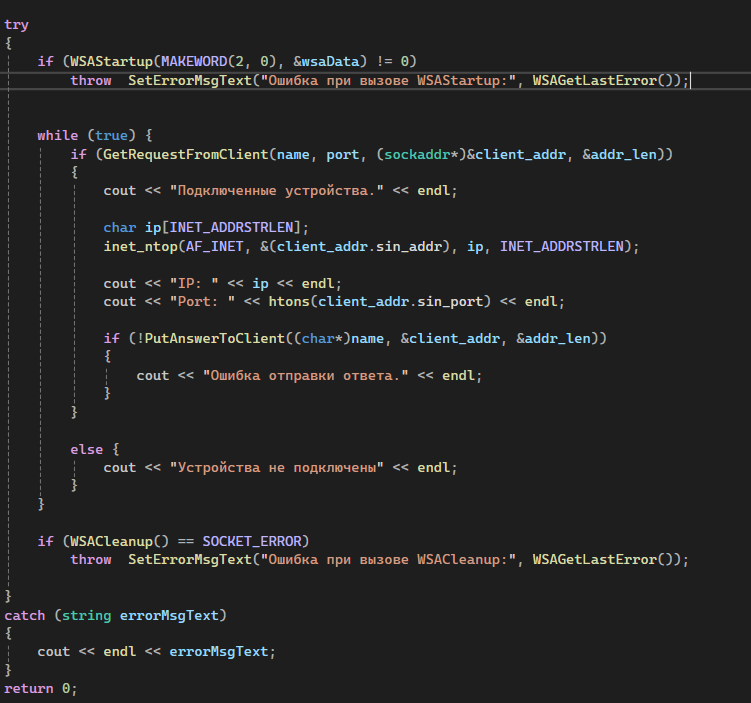 try
{
if (WSAStartup(MAKEWORD(2, 0), &wsaData) != 0)
throw  SetErrorMsgText("Ошибка при вызове WSAStartup:", WSAGetLastError());
while (true) {
if (GetRequestFromClient(name, port, (sockaddr*)&client_addr, &addr_len))
{
cout << "Подключенные устройства." << endl;
char ip[INET_ADDRSTRLEN];
inet_ntop(AF_INET, &(client_addr.sin_addr), ip, INET_ADDRSTRLEN);
cout << "IP: " << ip << endl;
cout << "Port: " << htons(client_addr.sin_port) << endl;
if (!PutAnswerToClient((char*)name, &client_addr, &addr_len))
{
cout << "Ошибка отправки ответа." << endl;
}
}
else {
cout << "Устройства не подключены" << endl;
}
}
if (WSACleanup() == SOCKET_ERROR)
throw  SetErrorMsgText("Ошибка при вызове WSACleanup:", WSAGetLastError());
}
catch (string errorMsgText)
{
cout << endl << errorMsgText;
}
return 0;